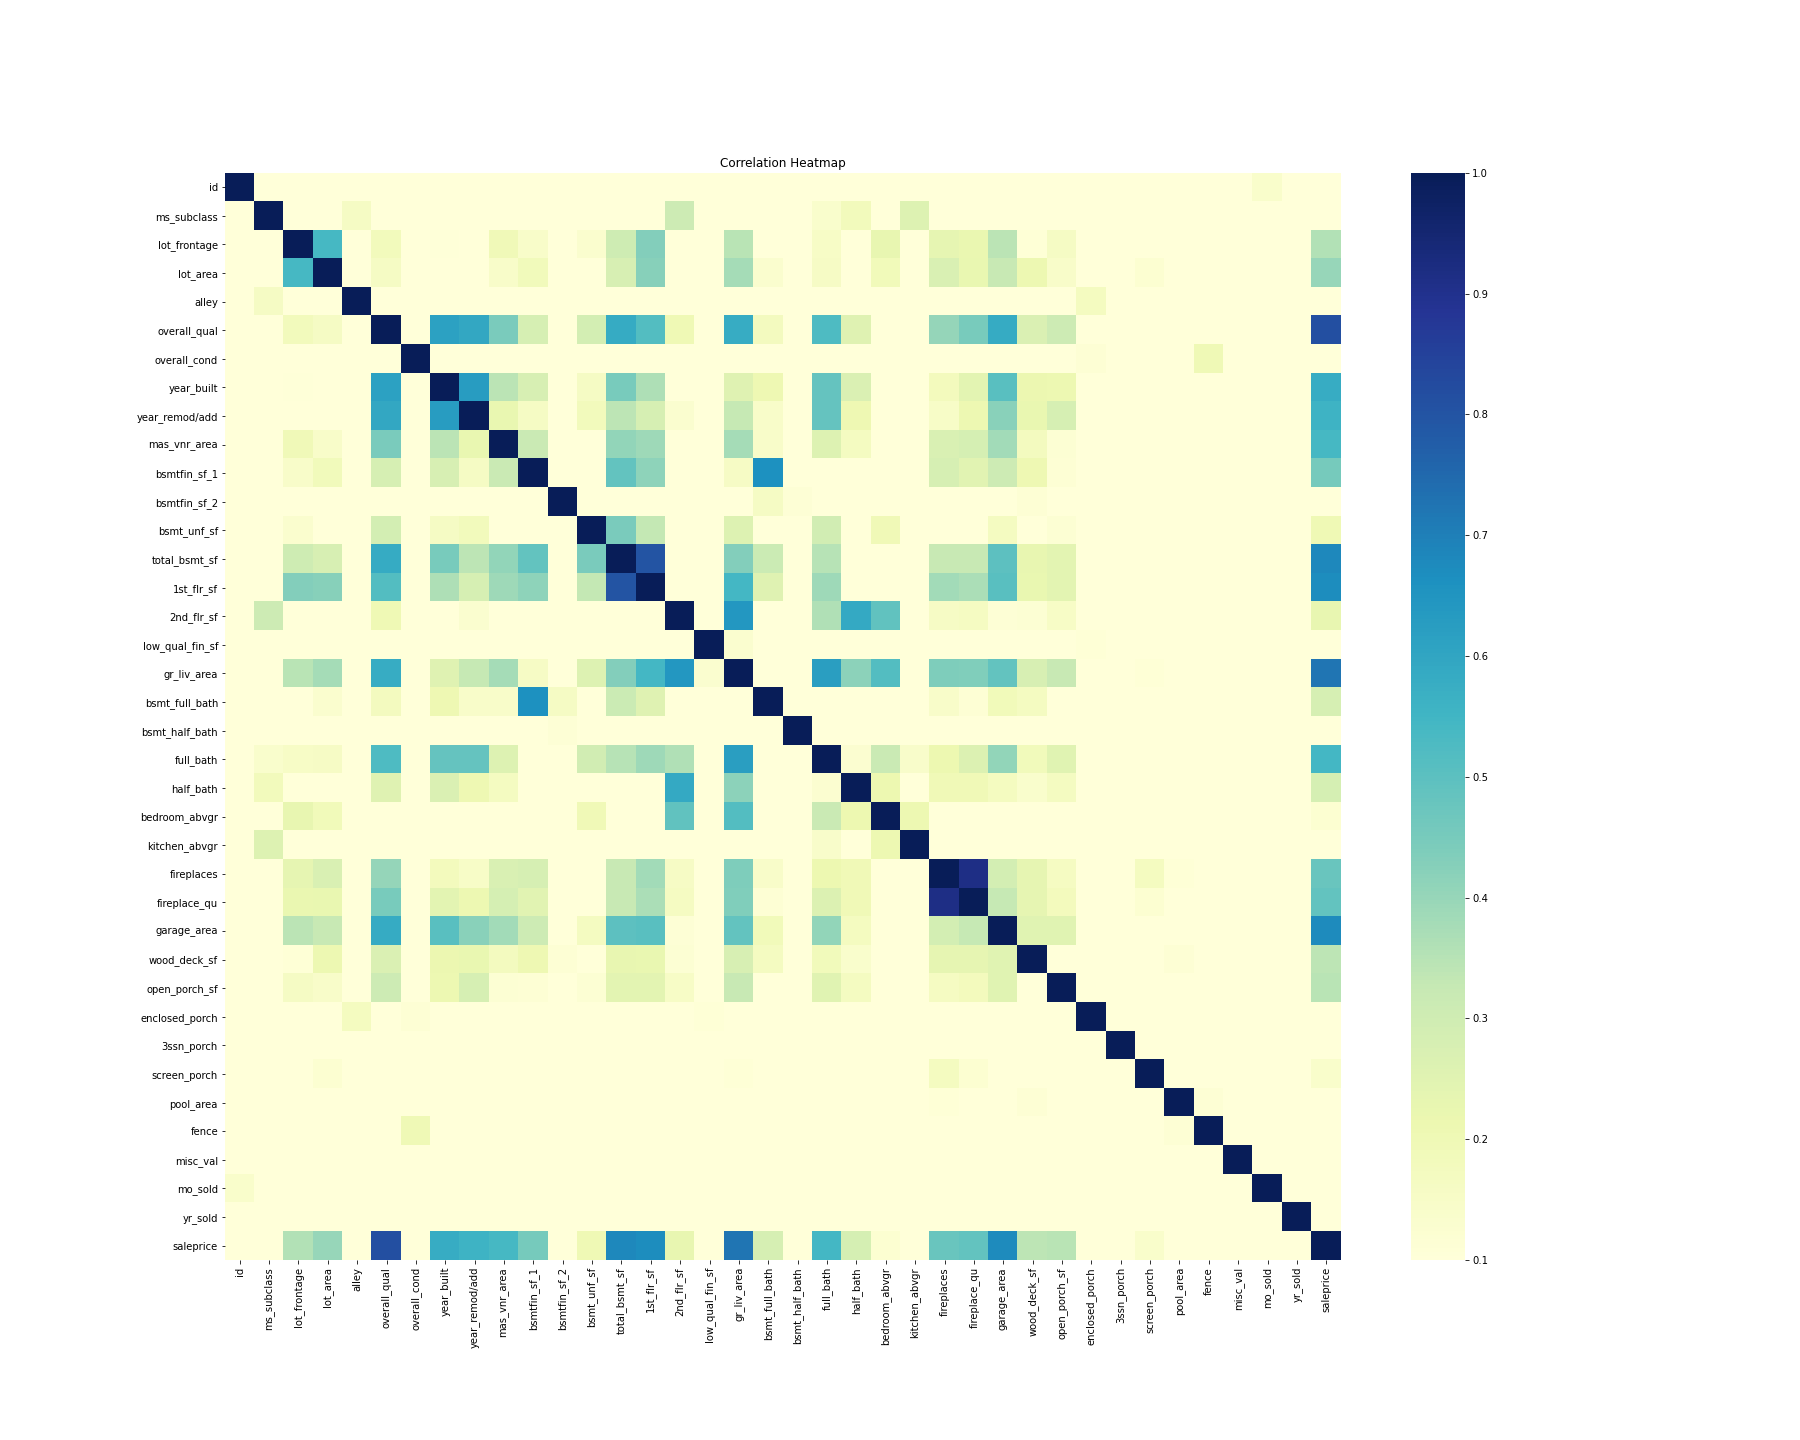 Correlation Heatmap
id
ms_subclass
lot_frontage
lot_area
alley
overall_qual
overall_cond
year_built
year_remod/add
mas_vnr_area
bsmtfin_sf_1
bsmtfin_sf_2
bsmt_unf_sf
total_bsmt_sf
1st_flr_sf
2nd_flr_sf
low_qual_fin_sf
gr_liv_area
bsmt_full_bath
bsmt_half_bath
full_bath
half_bath
bedroom_abvgr
kitchen_abvgr
fireplaces
fireplace_qu
garage_area
wood_deck_sf
open_porch_sf
enclosed_porch
3ssn_porch
screen_porch
pool_area
fence
misc_val
mo_sold
yr_sold
saleprice
id
ms_subclass
lot_frontage
lot_area
alley
overall_qual
overall_cond
year_built
year_remod/add
mas_vnr_area
bsmtfin_sf_1
bsmtfin_sf_2
bsmt_unf_sf
total_bsmt_sf
1st_flr_sf
2nd_flr_sf
low_qual_fin_sf
gr_liv_area
bsmt_full_bath
bsmt_half_bath
full_bath
half_bath
bedroom_abvgr
kitchen_abvgr
fireplaces
fireplace_qu
garage_area
wood_deck_sf
open_porch_sf
enclosed_porch
3ssn_porch
screen_porch
pool_area
fence
misc_val
mo_sold
yr_sold
saleprice
1.0
0.9
0.8
0.7
0.6
0.5
0.4
0.3
0.2
0.1